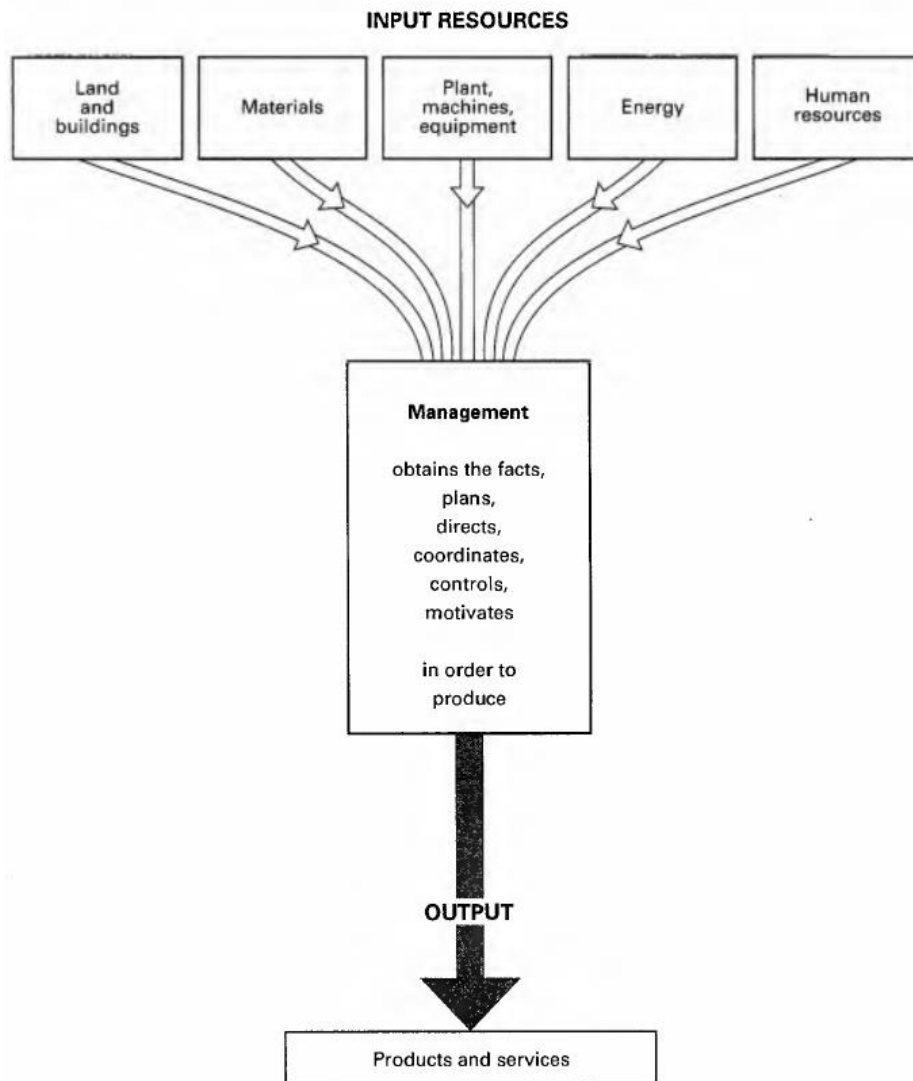 INPUT RESOURCES
Land
and
buildings
Materials
Plant,
machines,
equipment
Energy
Human
resources
Management
obtains the facts,
plans,
directs,
coordinates,
controls,
motivates
in order to
produce
OUTPUT
Products and services